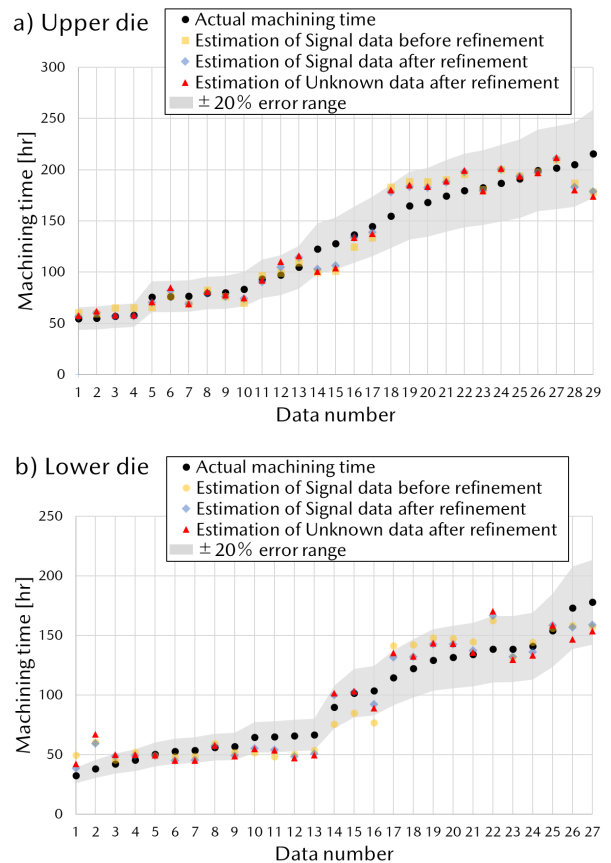 a) Upper die
Actual machining time
Estimation of Signal data before refinement
Estimation of Signal data after refinement
Estimation of Unknown data after refinement
± 20% error range
Machining time [hr]
300
250
200
150
100
50
0
1 2 3 4 5 6 7 8 9 10 11 12 13 14 15 16 17 18 19 20 21 22 23 24 25 26 27 28 29
Data number
b) Lower die
Actual machining time
Estimation of Signal data before refinement
Estimation of Signal data after refinement
Estimation of Unknown data after refinement
± 20% error range
Machining time [hr]
250
200
150
100
50
0
1 2 3 4 5 6 7 8 9 10 11 12 13 14 15 16 17 18 19 20 21 22 23 24 25 26 27
Data number